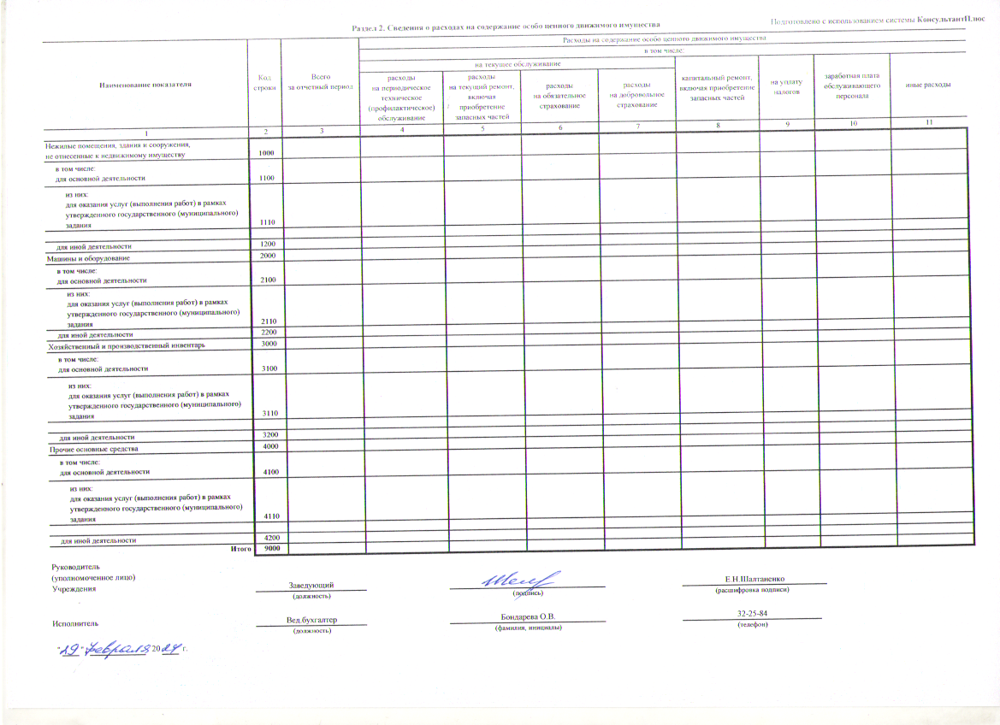 Подготовлено с использованием системы КонсультантПлюс
Раздел 2. Сведения о расходах на содержание особо ценного движимого имущества
Наименование показателя
Код
строки
Всего
за отчетный период
Расходы на содержание особо ценного движимого имущества
в том числе:
на текущее обслуживание
расходы
на периодическое
техническое
(профилактическое)
обслуживание
расходы
на текущий ремонт,
включая
приобретение
запасных частей
расходы
на обязательное
страхование
расходы
на добровольное
страхование
капитальный ремонт,
включая приобретение
запасных частей
на уплату
налогов
заработная плата
обслуживающего
персонала
иные расходы
1 2 3 4 5 6 7 8 9 10 11
Нежилые помещения, здания и сооружения,
не отнесенные к недвижимому имуществу 1000
в том числе:
для основной деятельности 1100
из них:
для оказания услуг (выполнения работ) в рамках
утвержденного государственного (муниципального)
задания 1110
для иной деятельности 1200
Машины и оборудование 2000
в том числе:
для основной деятельности 2100
из них:
для оказания услуг (выполнения работ) в рамках
утвержденного государственного (муниципального)
задания 2110
для иной деятельности 2200
Хозяйственный и производственный инвентарь 3000
в том числе:
для основной деятельности 3100
из них:
для оказания услуг (выполнения работ) в рамках
утвержденного государственного (муниципального)
задания 3110
для иной деятельности 3200
Прочие основные средства 4000
в том числе:
для основной деятельности 4100
из них:
для оказания услуг (выполнения работ) в рамках
утвержденного государственного (муниципального)
задания 4110
для иной деятельности 4200
Итого 9000
Руководитель
(уполномоченное лицо)
Учреждения
Заведующий
(должность)
(подпись)
Е.Н.Шалтаненко
(расшифровка подписи)
Исполнитель
Вед.бухгалтер
(должность)
Бондарева О.В.
(фамилия, инициалы)
32-25-84
(телефон)
"29" февраля 2024 г.